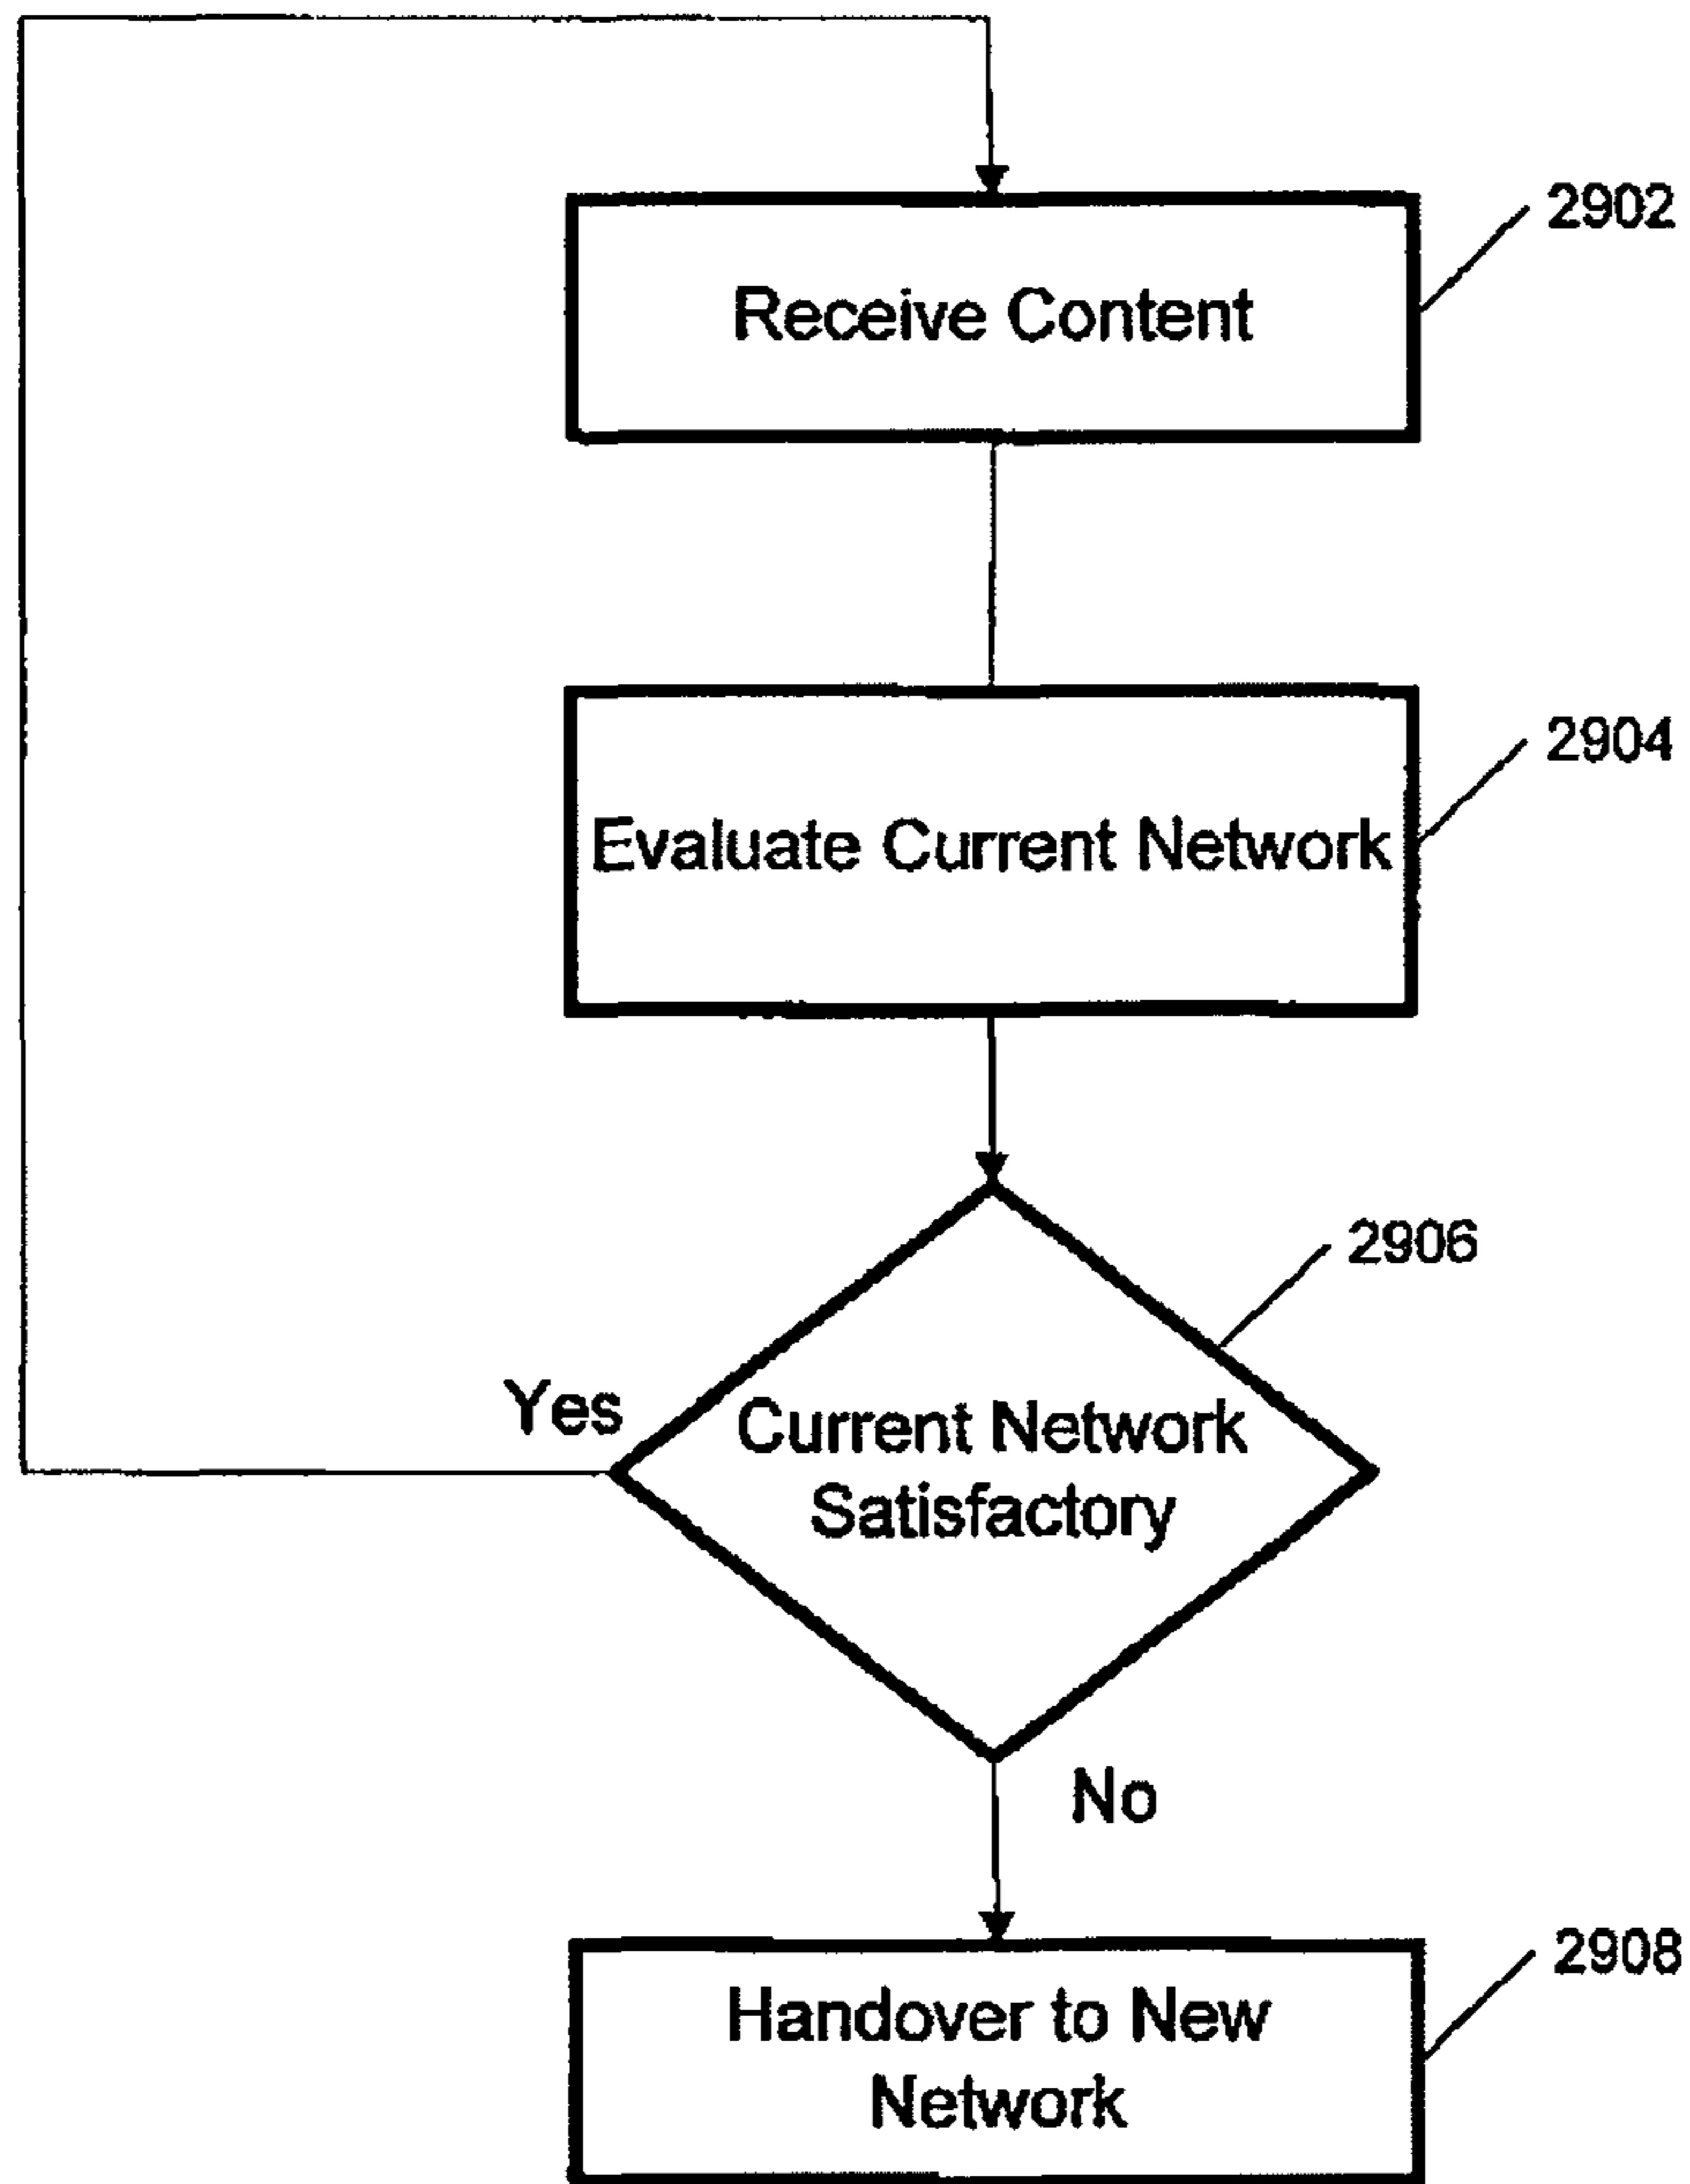 2902
Receive Content
2904
Evaluate Current Network
2906
Yes
Current Network
Satisfactory
No
2908
Handover to New
Network